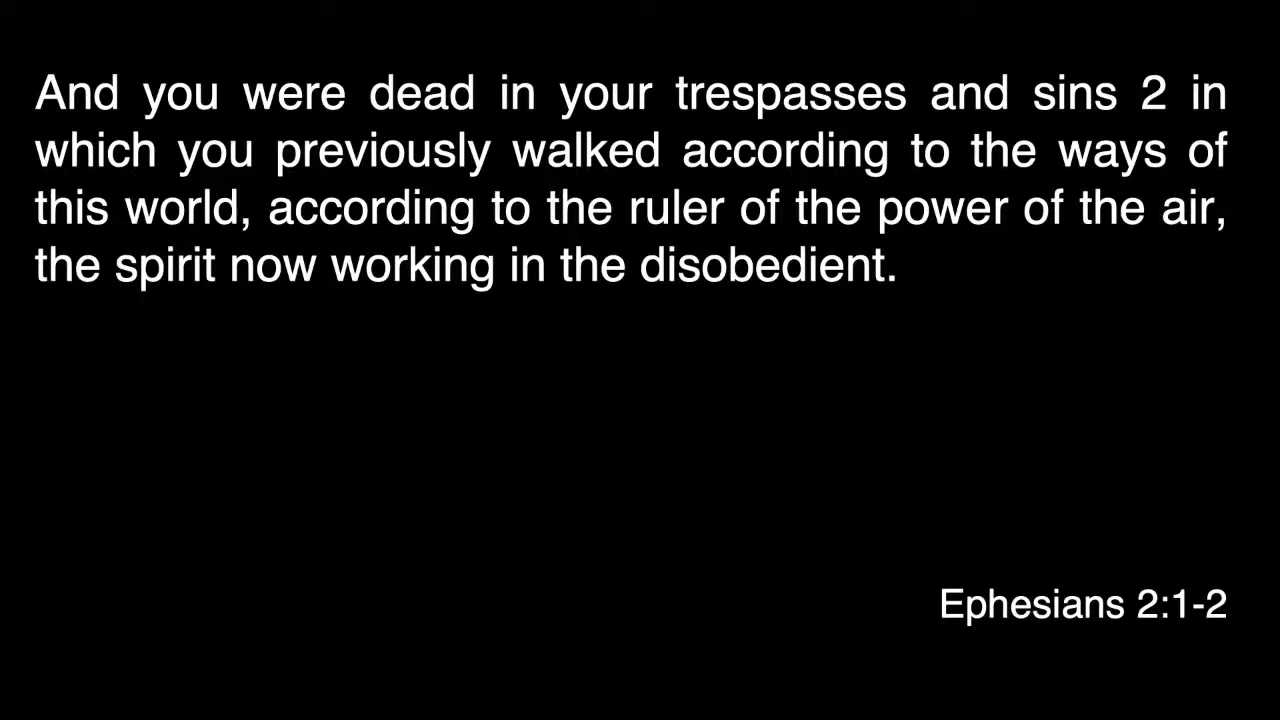 And you were dead in your trespasses and sins 2 in
which you previously walked according to the ways of
this world, according to the ruler of the power of the air,
the spirit now working in the disobedient.
Ephesians 2:1-2